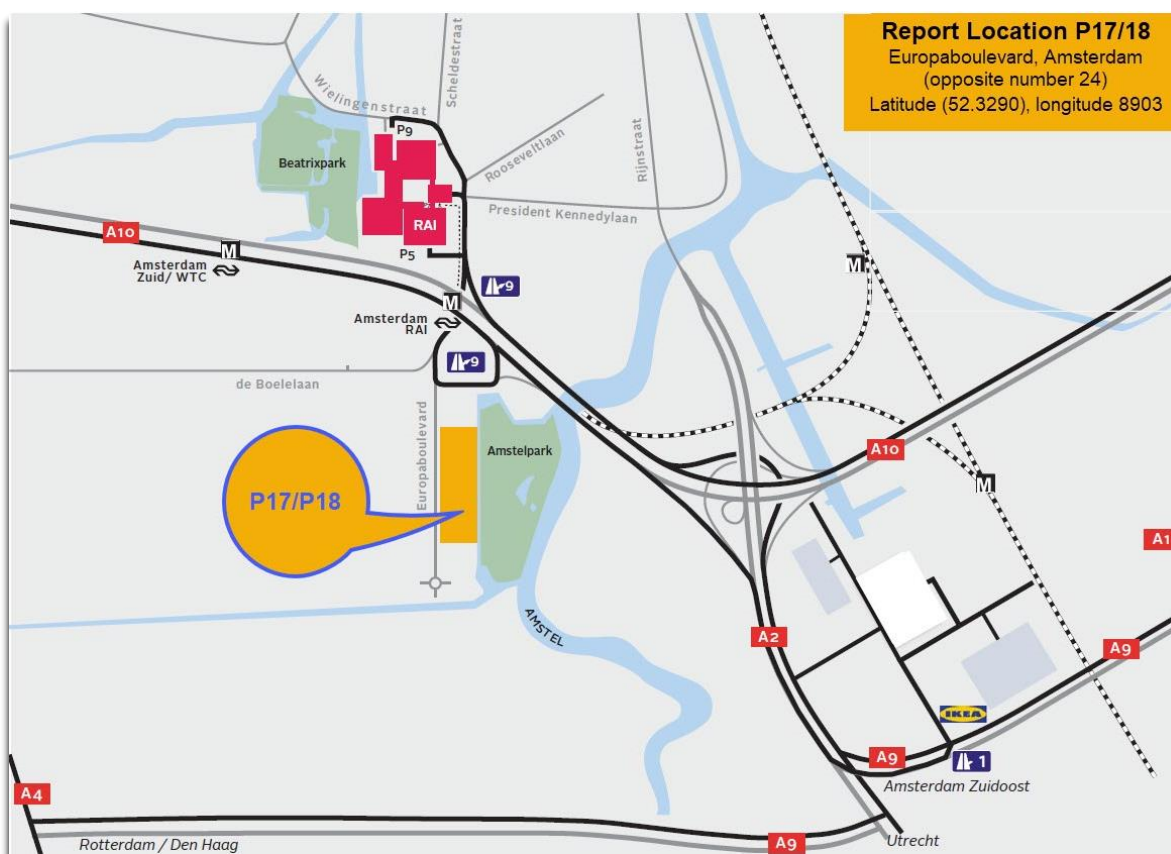 Report Location P17/18
Europaboulevard, Amsterdam
(opposite number 24)
Latitude (52.3290), longitude 8903
Wielingenstraat
Scheldestraat
P9
Rooseveltlaan
Rijnstraat
Beatrixpark
President Kennedylaan
RAI
A10
M
P5
M
Amsterdam
Zuid/ WTC
9
M
Amsterdam
RAI
9
de Boelelaan
Europaboulevard
Amstelpark
A10
M
P17/P18
A1
AMSTEL
A2
A9
IKEA
A9
1
Amsterdam Zuidoost
A4
Rotterdam / Den Haag
A9
Utrecht